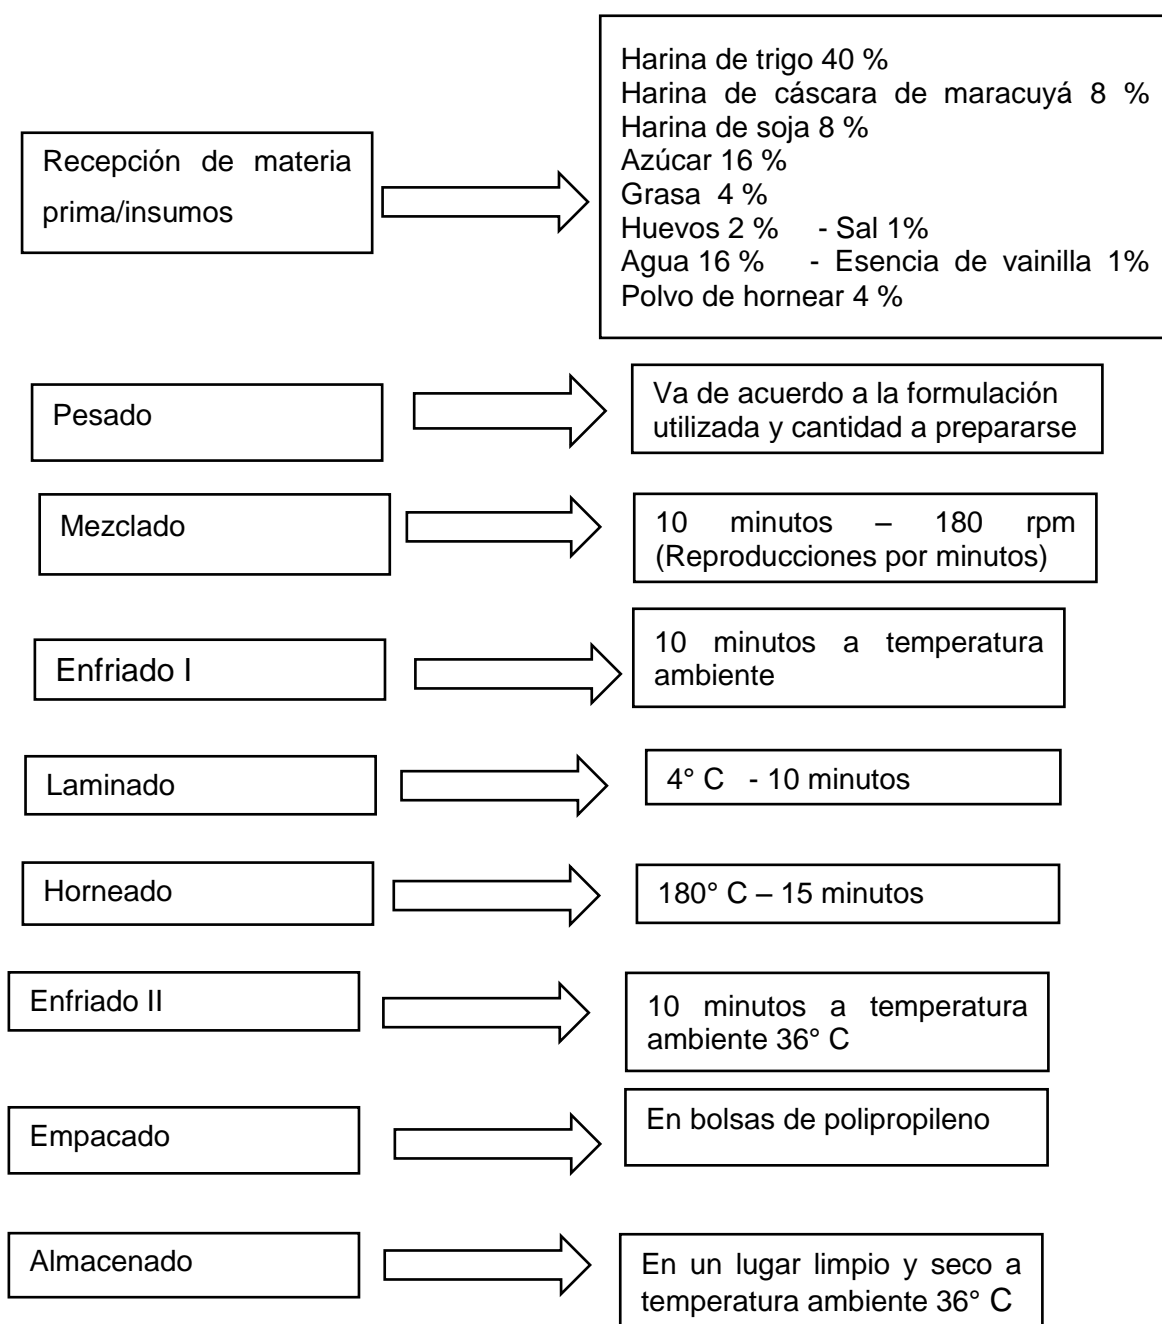 Recepción de materia
prima/insumos
Harina de trigo 40 %
Harina de cáscara de maracuyá 8 %
Harina de soja 8 %
Azúcar 16 %
Grasa 4 %
Huevos 2 % - Sal 1%
Agua 16 % - Esencia de vainilla 1%
Polvo de hornear 4 %
Pesado
Va de acuerdo a la formulación
utilizada y cantidad a prepararse
Mezclado
10 minutos – 180 rpm
(Reproducciones por minutos)
Enfriado I
10 minutos a temperatura
ambiente
Laminado
4° C - 10 minutos
Horneado
180° C – 15 minutos
Enfriado II
10 minutos a temperatura
ambiente 36° C
Empacado
En bolsas de polipropileno
Almacenado
En un lugar limpio y seco a
temperatura ambiente 36° C